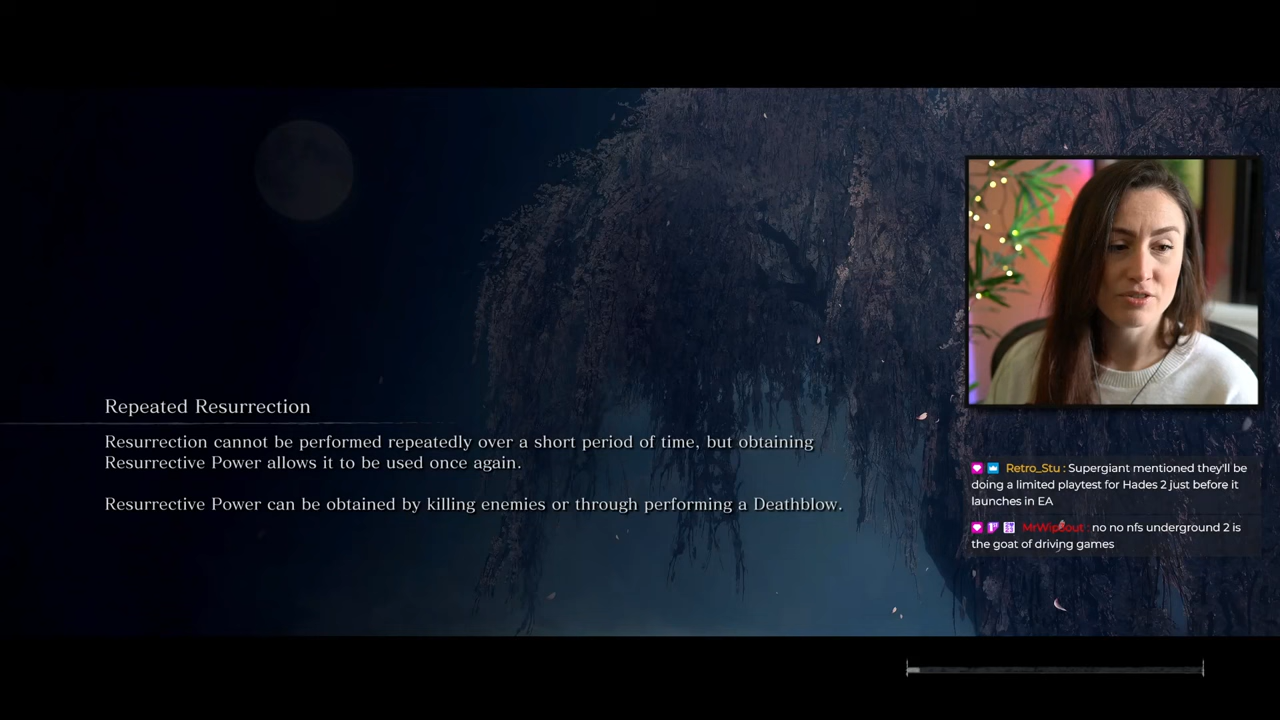 Repeated Resurrection
Resurrection cannot be performed repeatedly over a short period of time, but obtaining
Resurrective Power allows it to be used once again.
Resurrective Power can be obtained by killing enemies or through performing a Deathblow.
Retro_Stu : Supergiant mentioned they'll be
doing a limited playtest for Hades 2 just before it
launches in EA
MrWipeout : no no nfs underground 2 is
the goat of driving games